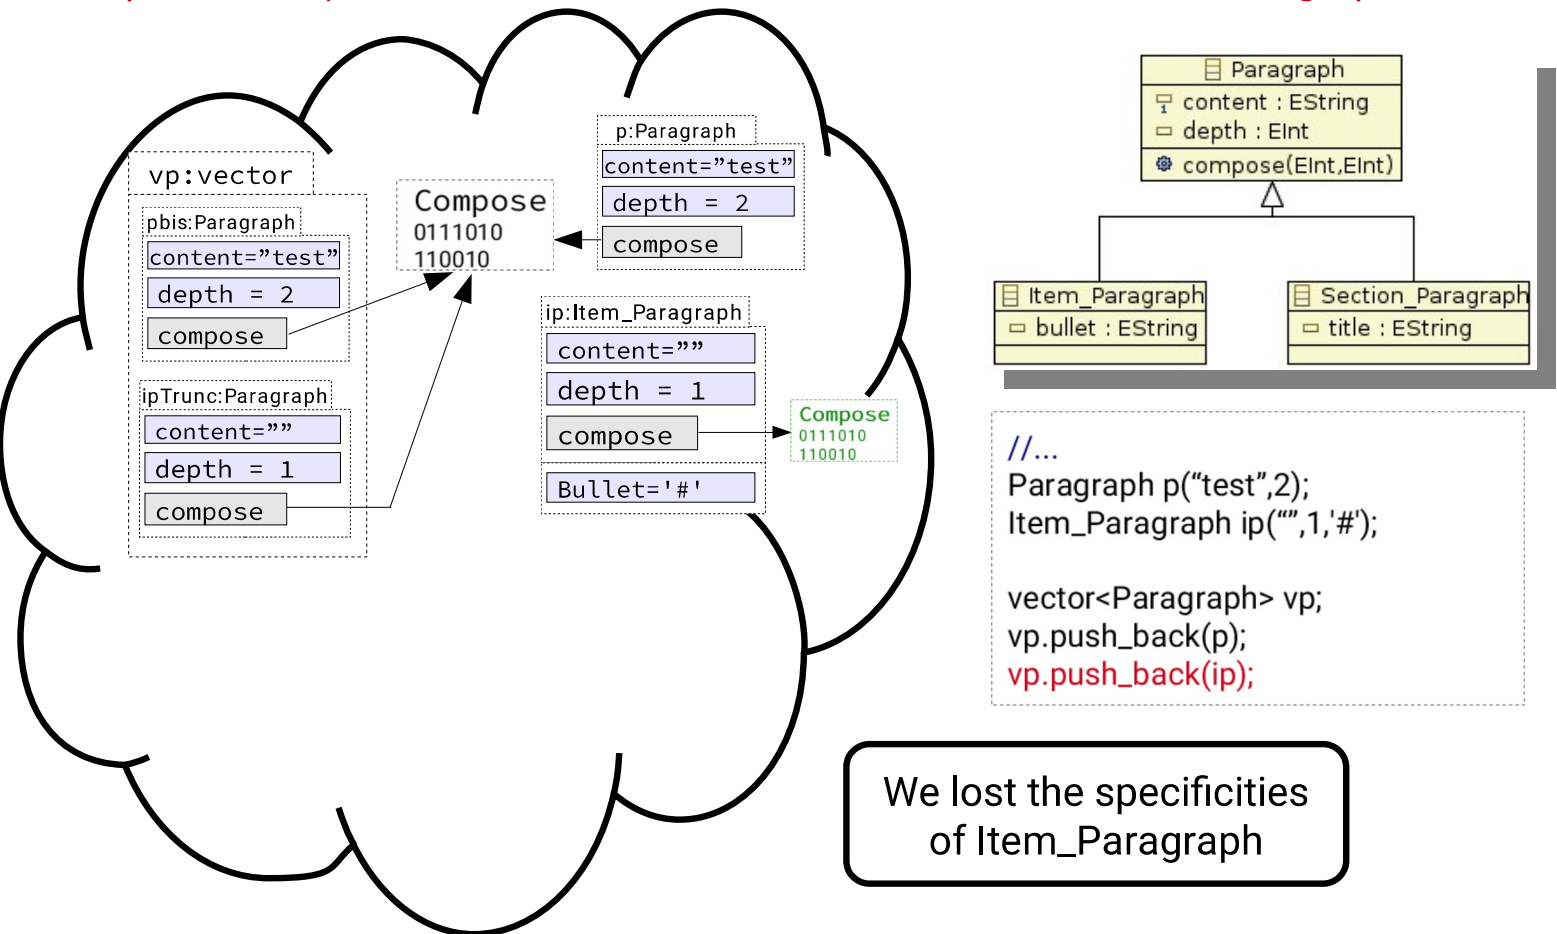 vp:vector
pbis:Paragraph
content=”test”
depth = 2
compose
ipTrunc:Paragraph
content=””
depth = 1
compose
Compose
0111010
110010
p:Paragraph
content=”test”
depth = 2
compose
ip:Item_Paragraph
content=””
depth = 1
compose
Bullet='#'
Compose
0111010
110010
Paragraph
content : EString
depth : EInt
compose(EInt,EInt)
Item_Paragraph
bullet : EString
Section_Paragraph
title : EString
//...
Paragraph p(“test”,2);
Item_Paragraph ip(“”,1,'#');
vector<Paragraph> vp;
vp.push_back(p);
vp.push_back(ip);
We lost the specificities
of Item_Paragraph